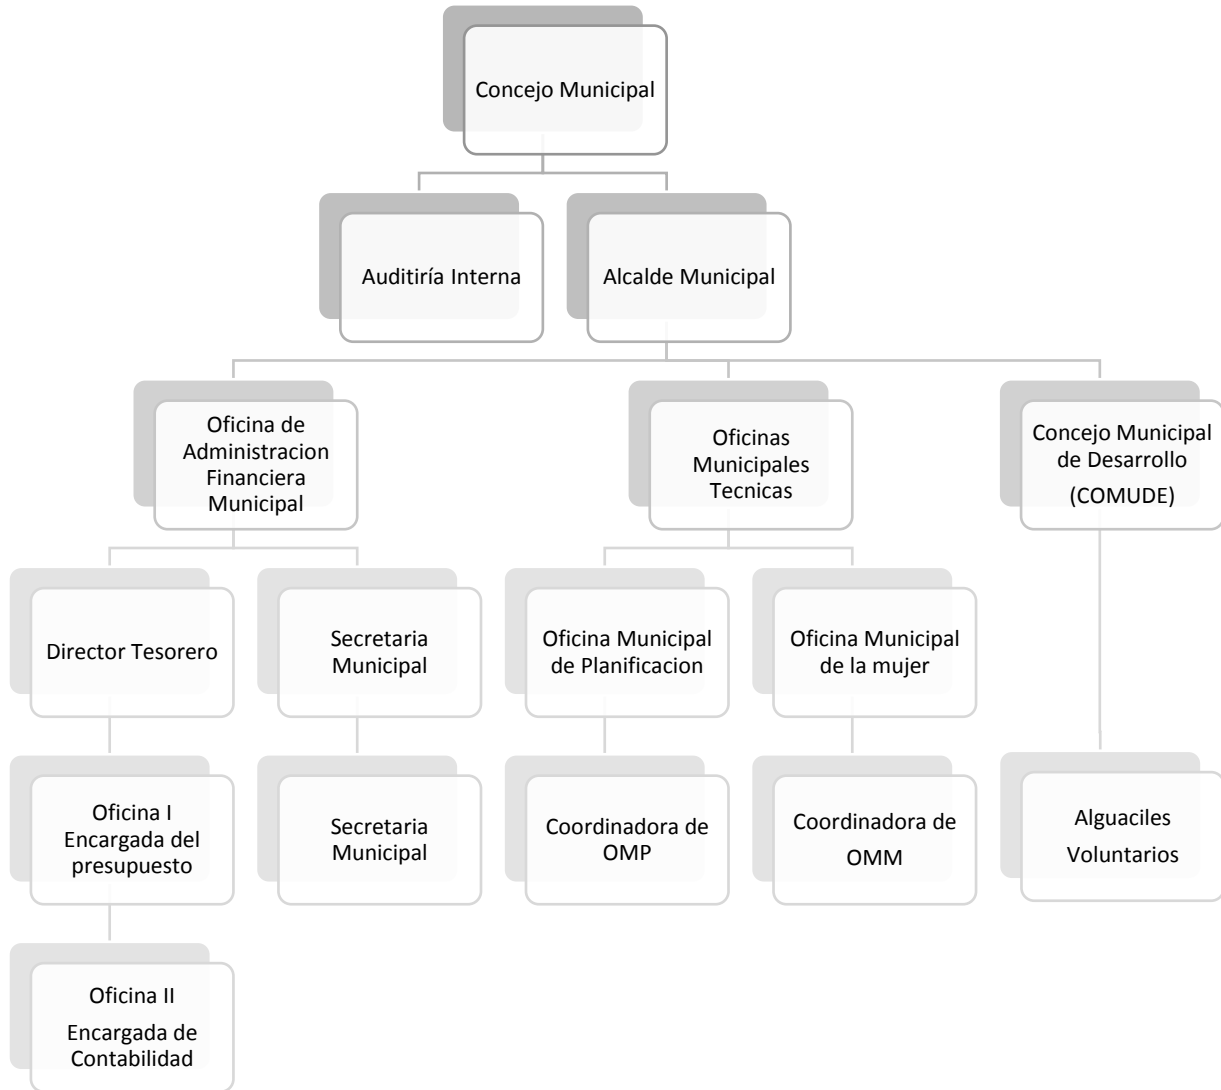 Concejo Municipal
Auditiría Interna
Alcalde Municipal
Oficina de
Administracion
Financiera
Municipal
Oficinas
Municipales
Tecnicas
Concejo Municipal
de Desarrollo
(COMUDE)
Director Tesorero
Secretaria
Municipal
Oficina Municipal
de Planificacion
Oficina Municipal
de la mujer
Oficina I
Encargada del
presupuesto
Secretaria
Municipal
Coordinadora de
OMP
Coordinadora de
OMM
Alguaciles
Voluntarios
Oficina II
Encargada de
Contabilidad